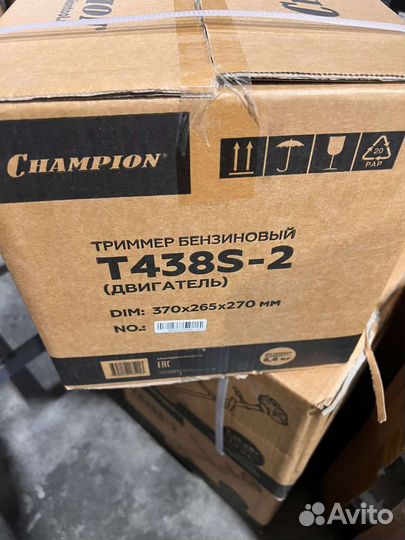 CHAMPION®
20
PAP
ТРИММЕР БЕНЗИНОВЫЙ
T438S-2
(ДВИГАТЕЛЬ)
DIM: 370x265x270 мм
NO.:
EAC
Avito